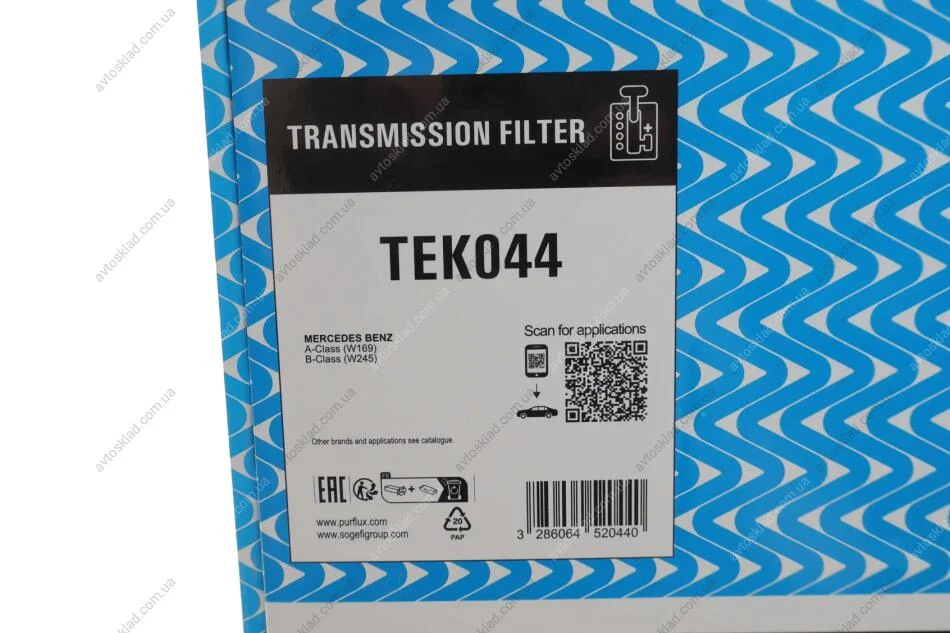 TRANSMISSION FILTER
TEK044
MERCEDES BENZ
A-Class (W169)
B-Class (W245)
Scan for applications
Other brands and applications see catalogue.
EAC
FR
www.purflux.com
www.sogefigroup.com
20
PAP
3 286064 520440
avtosklad.com.ua